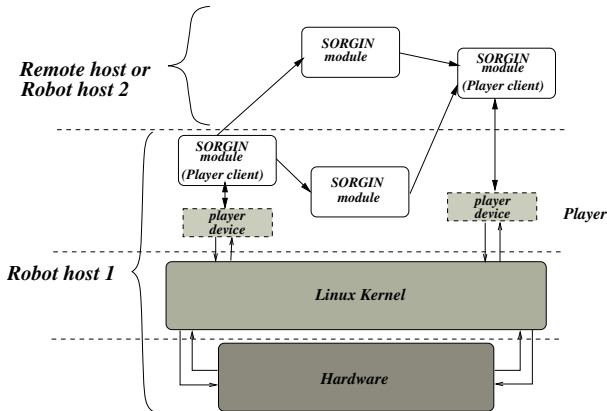 SORGIN
module
Remote host or
Robot host 2
SORGIN
module
(Player client)
SORGIN
module
(Player client)
SORGIN
module
player
device
player
device
Player
Robot host 1
Linux Kernel
Hardware